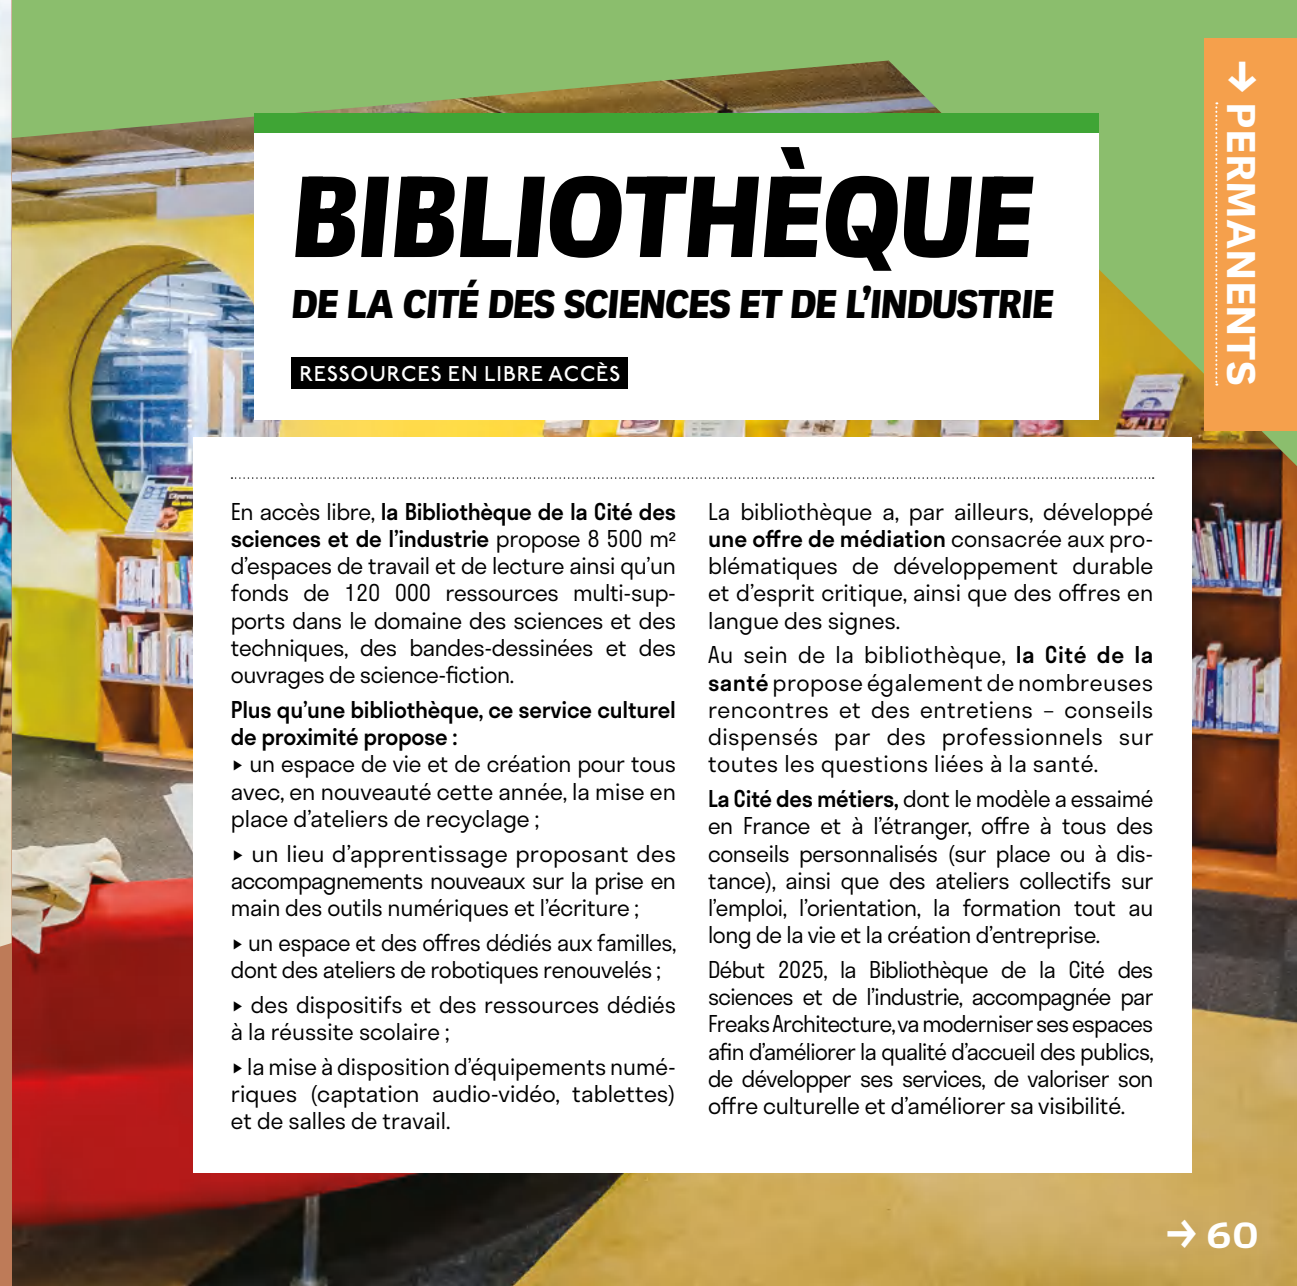 → PERMANENTS
BIBLIOTHÈQUE
DE LA CITÉ DES SCIENCES ET DE L’INDUSTRIE
RESSOURCES EN LIBRE ACCÈS
En accès libre, la Bibliothèque de la Cité des
sciences et de l’industrie propose 8 500 m²
d’espaces de travail et de lecture ainsi qu’un
fonds de 120 000 ressources multi-sup-
ports dans le domaine des sciences et des
techniques, des bandes-dessinées et des
ouvrages de science-fiction.
Plus qu’une bibliothèque, ce service culturel
de proximité propose :
▸ un espace de vie et de création pour tous
avec, en nouveauté cette année, la mise en
place d’ateliers de recyclage ;
▸ un lieu d’apprentissage proposant des
accompagnements nouveaux sur la prise en
main des outils numériques et l’écriture ;
▸ un espace et des offres dédiés aux familles,
dont des ateliers de robotiques renouvelés ;
▸ des dispositifs et des ressources dédiés
à la réussite scolaire ;
▸ la mise à disposition d’équipements numé-
riques (captation audio-vidéo, tablettes)
et de salles de travail.
La bibliothèque a, par ailleurs, développé
une offre de médiation consacrée aux pro-
blématiques de développement durable
et d’esprit critique, ainsi que des offres en
langue des signes.
Au sein de la bibliothèque, la Cité de la
santé propose également de nombreuses
rencontres et des entretiens – conseils
dispensés par des professionnels sur
toutes les questions liées à la santé.
La Cité des métiers, dont le modèle a essaimé
en France et à l’étranger, offre à tous des
conseils personnalisés (sur place ou à dis-
tance), ainsi que des ateliers collectifs sur
l’emploi, l’orientation, la formation tout au
long de la vie et la création d’entreprise.
Début 2025, la Bibliothèque de la Cité des
sciences et de l’industrie, accompagnée par
Freaks Architecture, va moderniser ses espaces
afin d’améliorer la qualité d’accueil des publics,
de développer ses services, de valoriser son
offre culturelle et d’améliorer sa visibilité.
→ 60